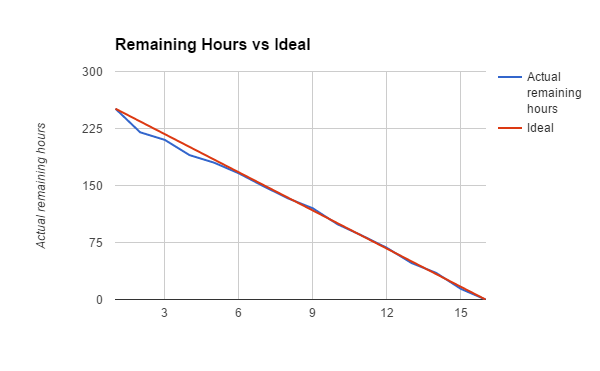 Remaining Hours vs Ideal
Actual remaining hours
300
225
150
75
0
3 6 9 12 15
Actual
remaining
hours
Ideal